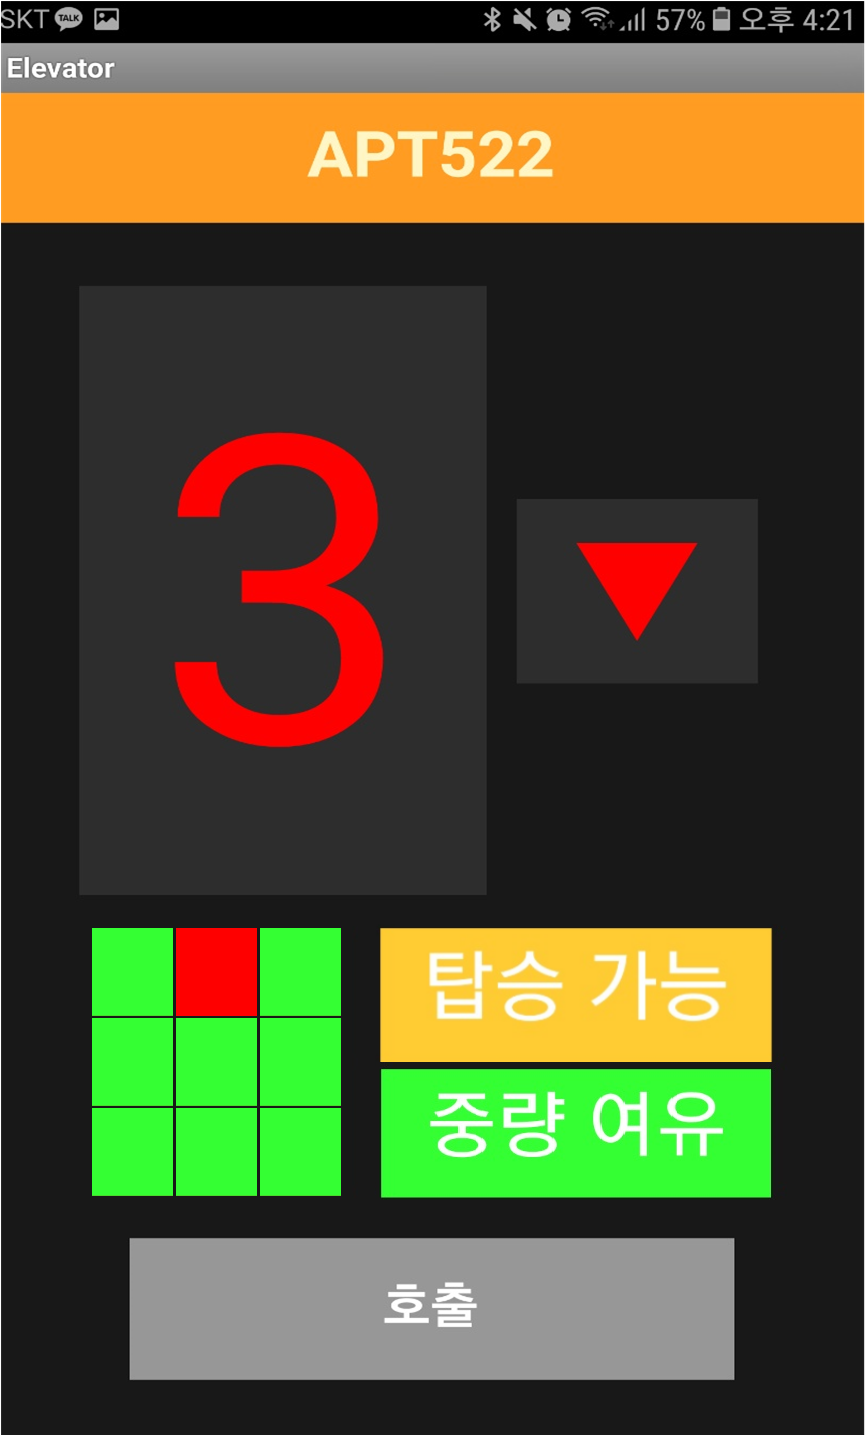 SKT TALK 57% 오후 4:21
Elevator
APT522
3
탑승 가능
중량 여유
호출